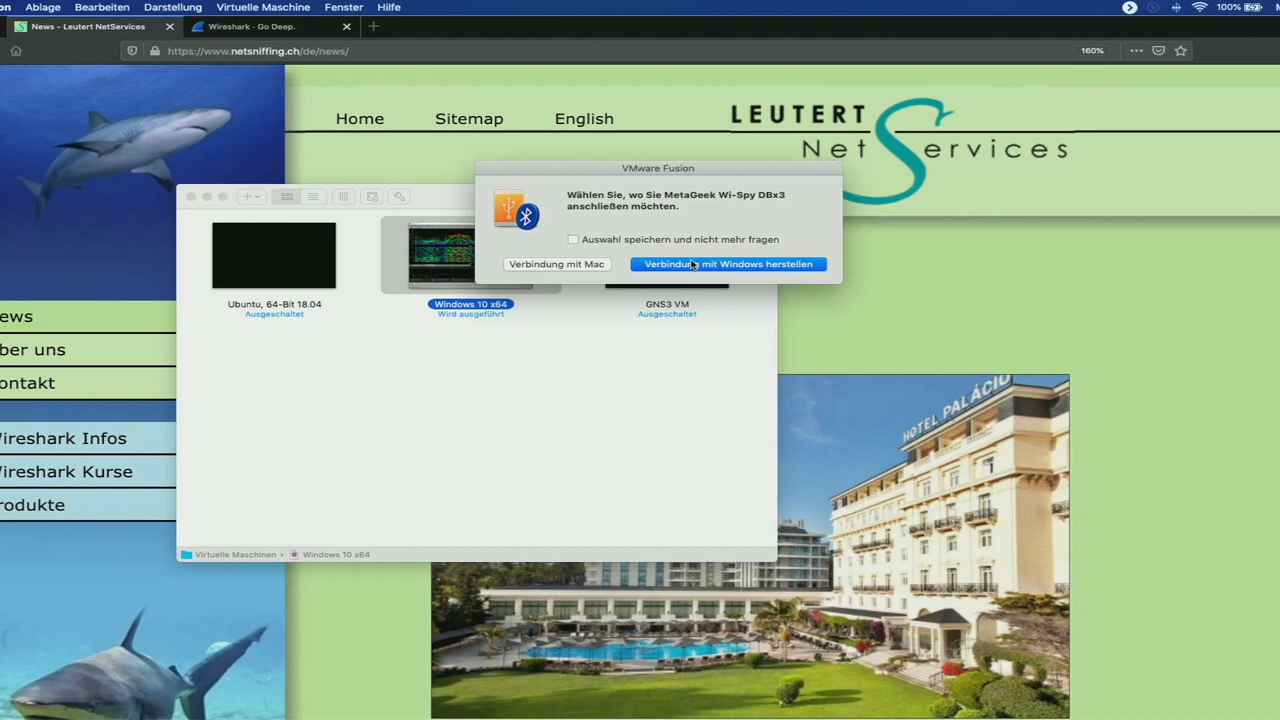 on Ablage Bearbeiten Darstellung Virtuelle Maschine Fenster Hilfe 100%
News – Leutert NetServices
Wireshark · Go Deep.
https://www.netsniffing.ch/de/news/
160%
Home Sitemap English
LEUTERT
NetServices
VMware Fusion
Wählen Sie, wo Sie MetaGeek Wi-Spy DBx3
anschließen möchten.
Auswahl speichern und nicht mehr fragen
Verbindung mit Mac
Verbindung mit Windows herstellen
Ubuntu, 64-Bit 18.04
Ausgeschaltet
Windows 10 x64
Wird ausgeführt
GNS3 VM
Ausgeschaltet
ews
ber uns
ontakt
Wireshark Infos
Wireshark Kurse
rodukte
HOTEL PALÁCIO
Virtuelle Maschinen › Windows 10 x64